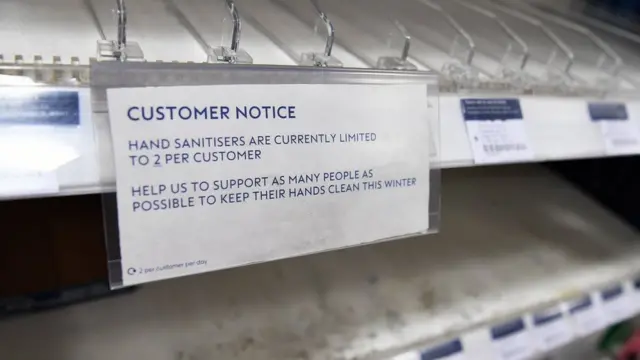 CUSTOMER NOTICE
HAND SANITISERS ARE CURRENTLY LIMITED
TO 2 PER CUSTOMER
HELP US TO SUPPORT AS MANY PEOPLE AS
POSSIBLE TO KEEP THEIR HANDS CLEAN THIS WINTER
2 per customer per day